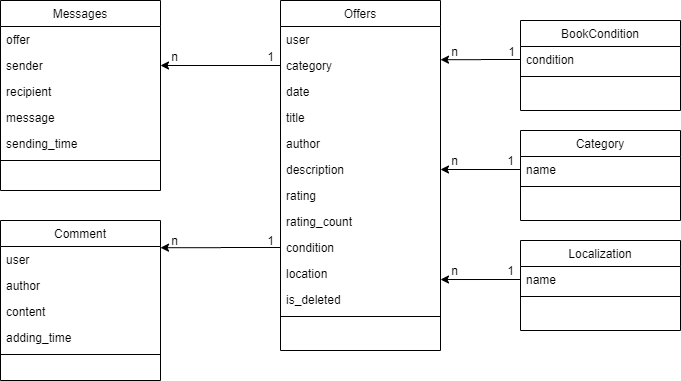 Messages
offer
sender
recipient
message
sending_time
n
1
Comment
user
author
content
adding_time
n
1
Offers
user
category
date
title
author
description
rating
rating_count
condition
location
is_deleted
n
1
BookCondition
condition
n
1
Category
name
n
1
Localization
name